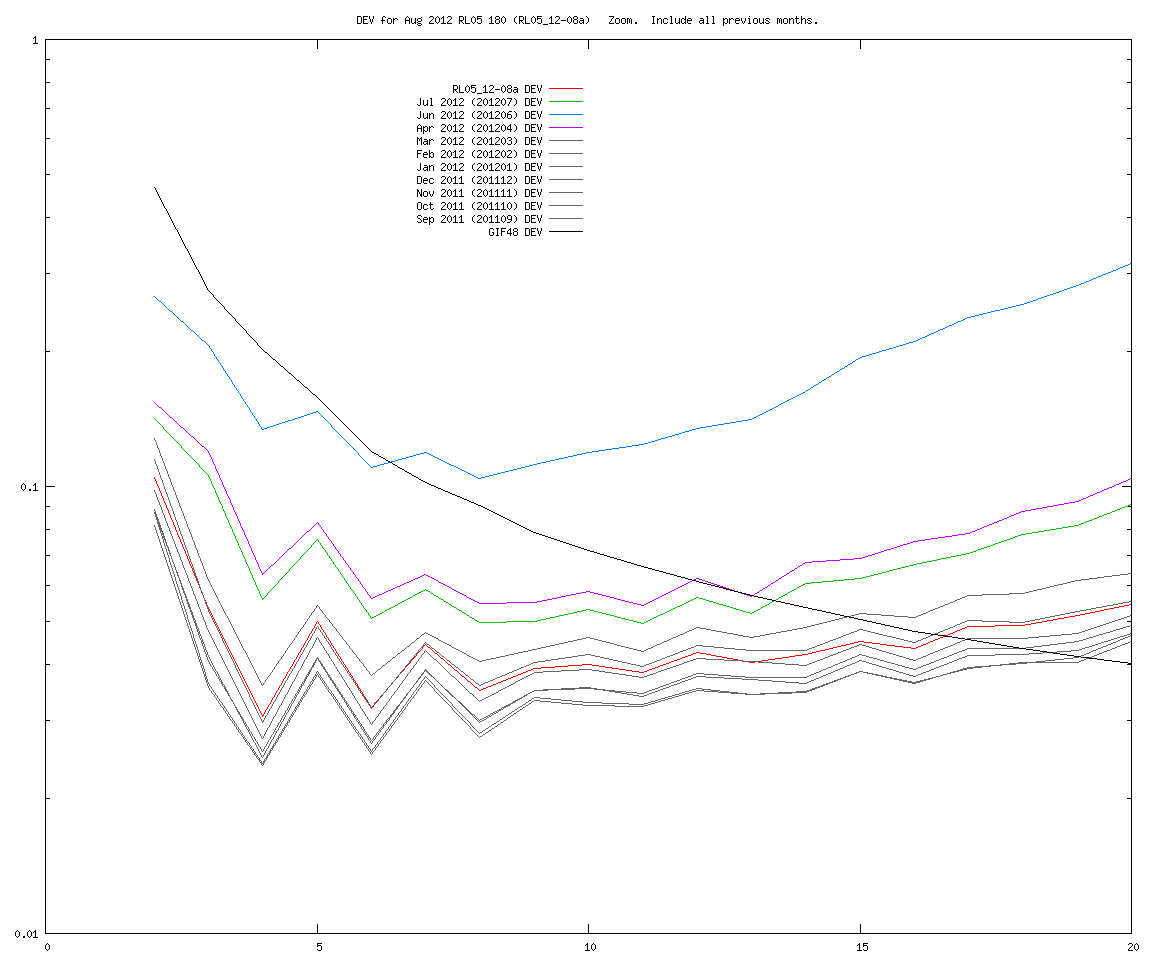 DEV for Aug 2012 RL05 180 (RL05_12-08a)   Zoom.  Include all previous months.
1
RL05_12-08a DEV
Jul 2012 (201207) DEV
Jun 2012 (201206) DEV
Apr 2012 (201204) DEV
Mar 2012 (201203) DEV
Feb 2012 (201202) DEV
Jan 2012 (201201) DEV
Dec 2011 (201112) DEV
Nov 2011 (201111) DEV
Oct 2011 (201110) DEV
Sep 2011 (201109) DEV
GIF48 DEV
0.1
0.01
0 5 10 15 20